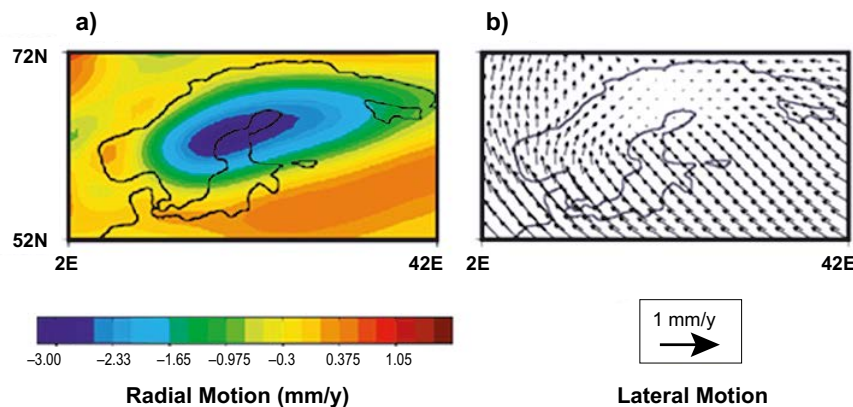 a)
b)
72N
52N
2E
42E
2E
42E
–3.00
–2.33
–1.65
–0.975
–0.3
0.375
1.05
Radial Motion (mm/y)
1 mm/y
Lateral Motion